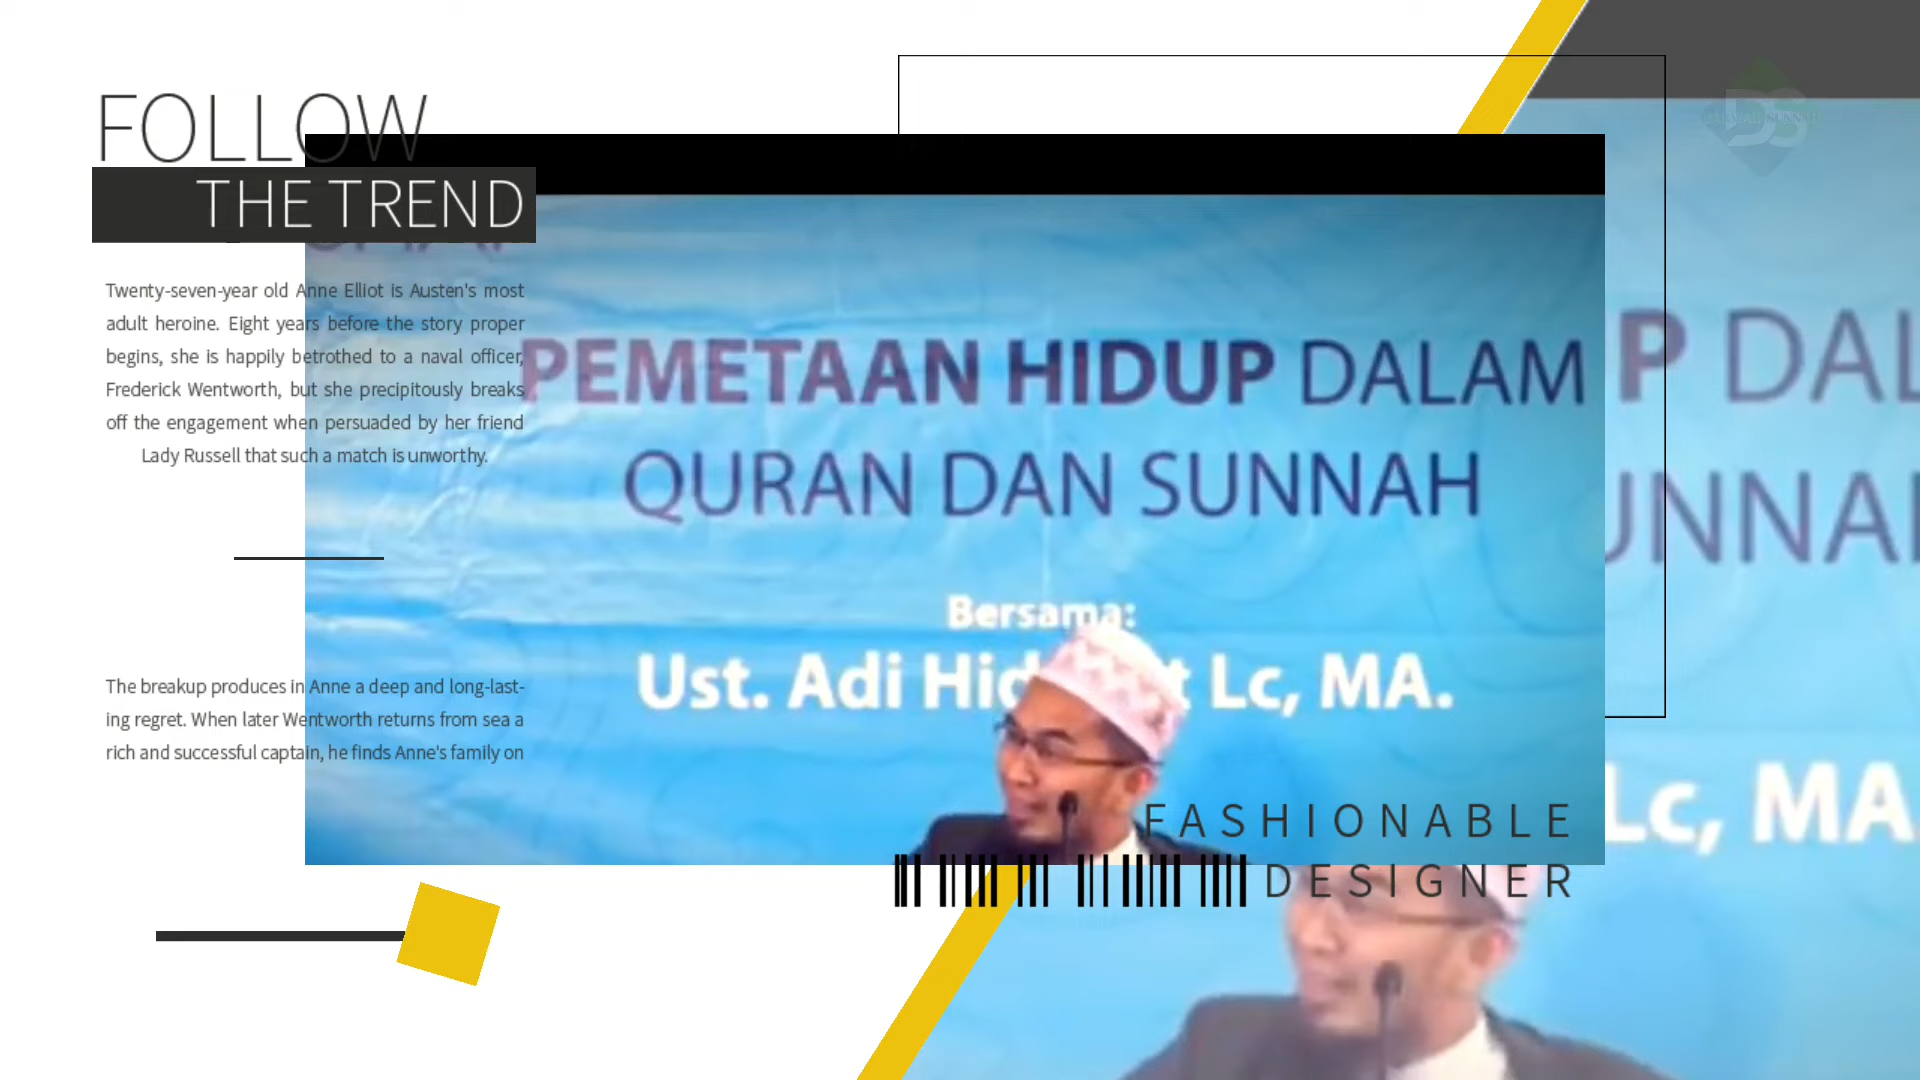 FOLLOW
THE TREND
Twenty-seven-year old Anne Elliot is Austen's most
adult heroine. Eight years before the story proper
begins, she is happily betrothed to a naval officer,
Frederick Wentworth, but she precipitously breaks
off the engagement when persuaded by her friend
Lady Russell that such a match is unworthy.
The breakup produces in Anne a deep and long-last-
ing regret. When later Wentworth returns from sea a
rich and successful captain, he finds Anne's family on
PEMETAAN HIDUP DALAM
QURAN DAN SUNNAH
Bersama:
Ust. Adi Hid t Lc, MA.
FASHIONABLE
DESIGNER
P DAL
UNNAH
Lc, MA.
DS